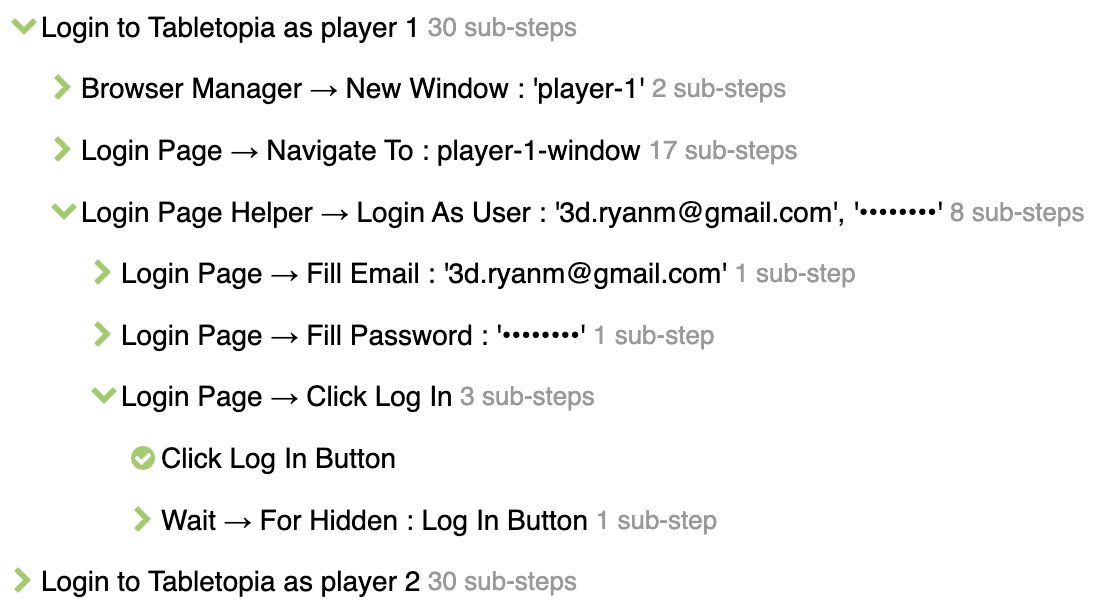 Login to Tabletopia as player 1 30 sub-steps
Browser Manager → New Window : 'player-1' 2 sub-steps
Login Page → Navigate To : player-1-window 17 sub-steps
Login Page Helper → Login As User : '3d.ryanm@gmail.com', '••••••••' 8 sub-steps
Login Page → Fill Email : '3d.ryanm@gmail.com' 1 sub-step
Login Page → Fill Password : '••••••••' 1 sub-step
Login Page → Click Log In 3 sub-steps
Click Log In Button
Wait → For Hidden : Log In Button 1 sub-step
Login to Tabletopia as player 2 30 sub-steps